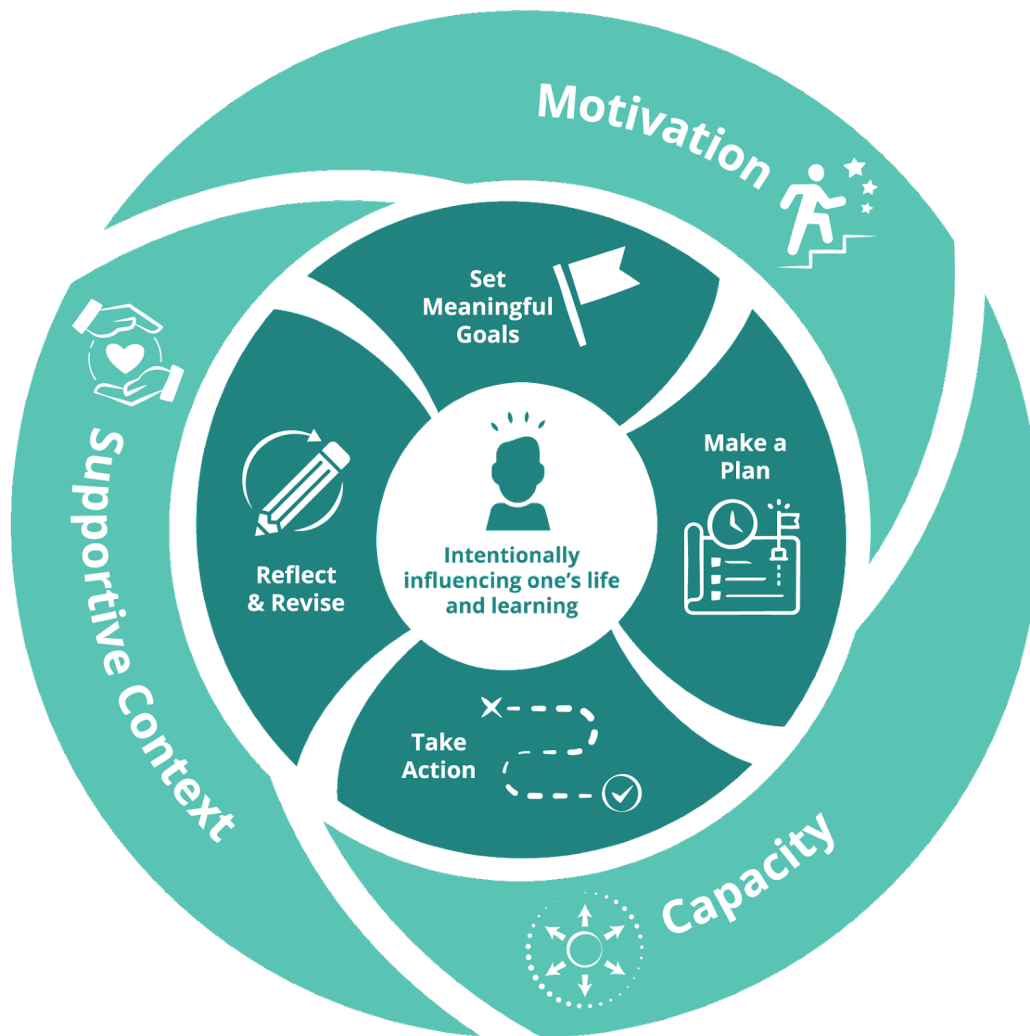 Motivation
Set
Meaningful
Goals
Make a
Plan
Supportive Context
Reflect
& Revise
Intentionally
influencing one’s life
and learning
Take
Action
Capacity